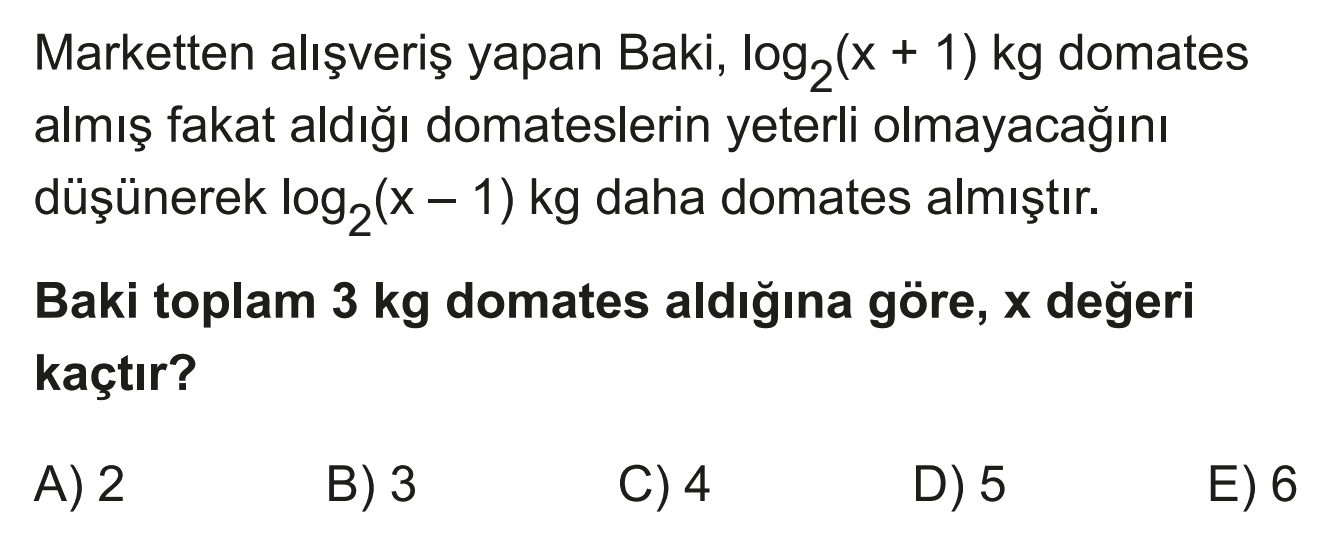 Marketten alışveriş yapan Baki, log₂(x + 1) kg domates
almış fakat aldığı domateslerin yeterli olmayacağını
düşünerek log₂(x – 1) kg daha domates almıştır.
Baki toplam 3 kg domates aldığına göre, x değeri
kaçtır?
A) 2 B) 3 C) 4 D) 5 E) 6